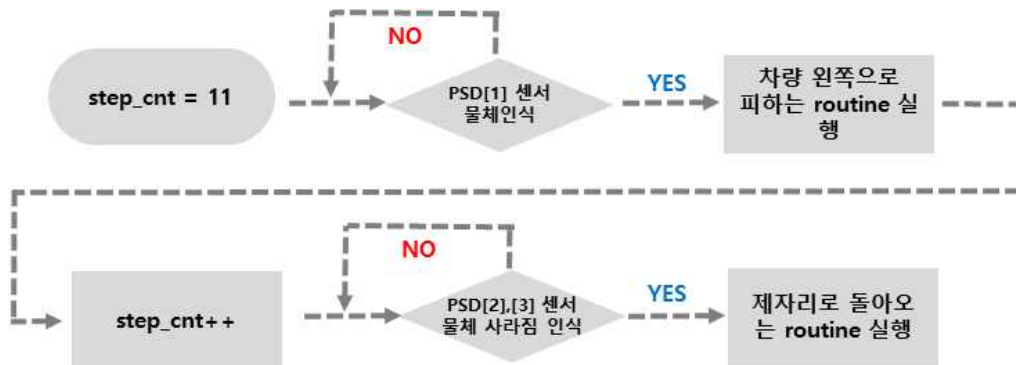 NO
step_cnt = 11
PSD[1] 센서
물체인식
YES
차량 왼쪽으로
피하는 routine 실
행
NO
step_cnt++
PSD[2],[3] 센서
물체 사라짐 인식
YES
제자리로 돌아오
는 routine 실행